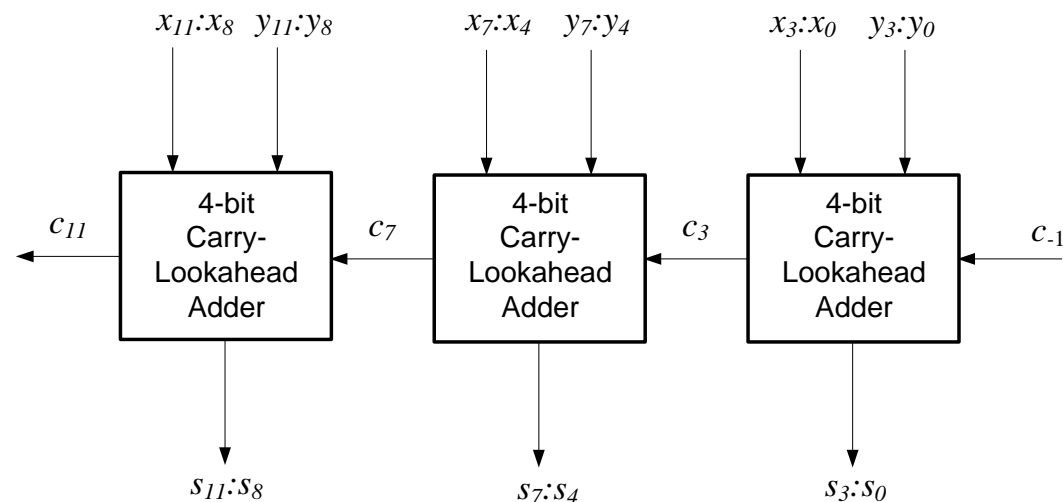 x11:x8 y11:y8
x7:x4 y7:y4
x3:x0 y3:y0
4-bit
Carry-
Lookahead
Adder
4-bit
Carry-
Lookahead
Adder
4-bit
Carry-
Lookahead
Adder
c11
c7
c3
c-1
s11:s8
s7:s4
s3:s0